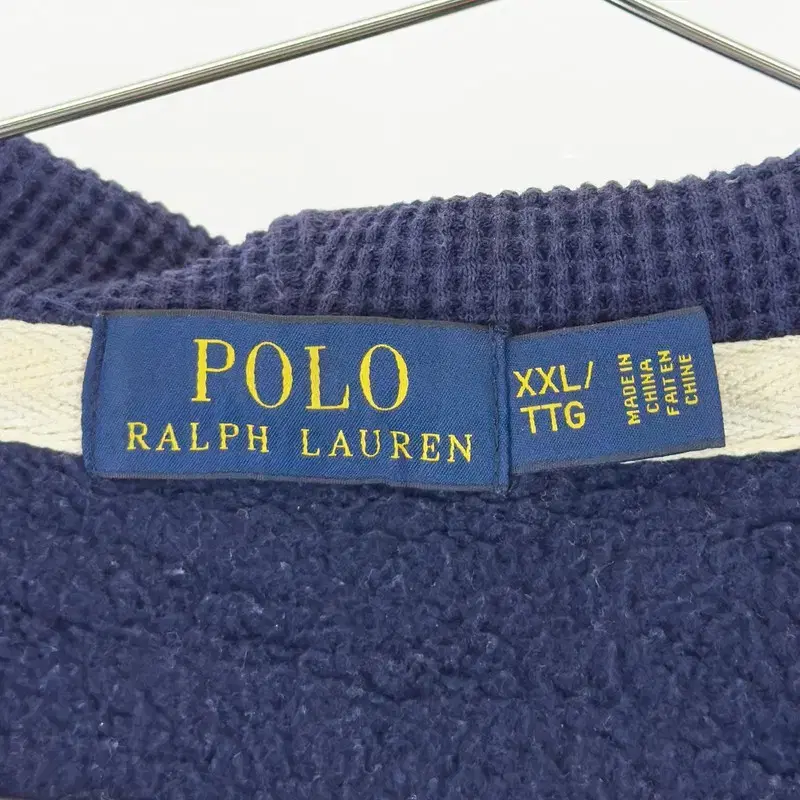 POLO
RALPH LAUREN
XXL/
TTG
MADE IN
CHINA
FAIT EN
CHINE